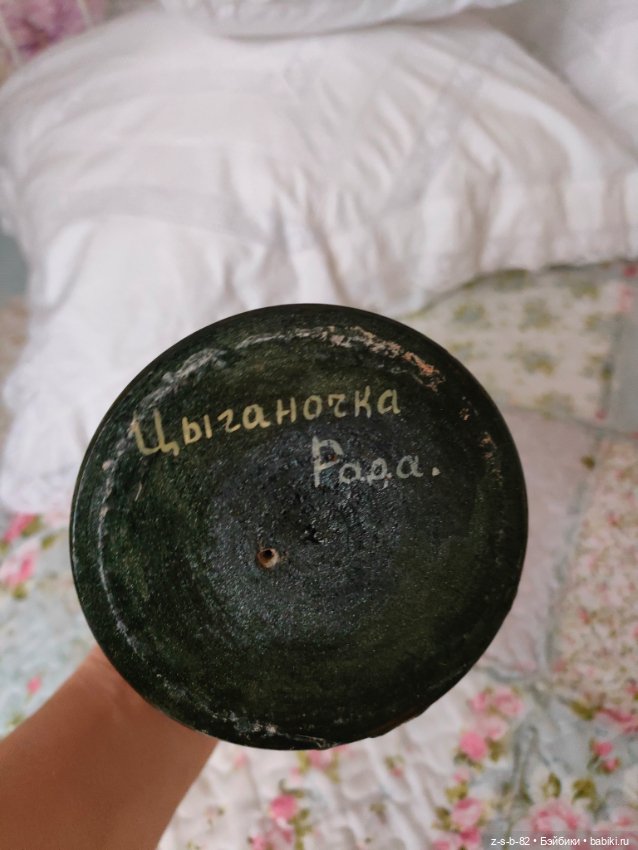 Цыганочка
Рада.
z-s-b-82 • Бэйбики • babiki.ru